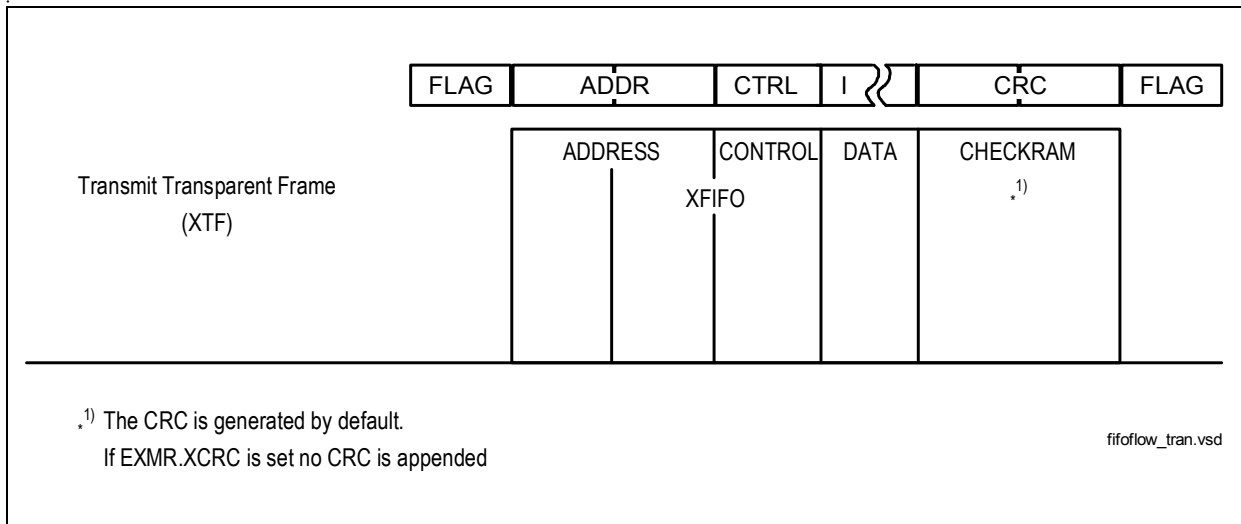 FLAG ADDR CTRL I CRC FLAG
ADDRESS CONTROL DATA CHECKRAM
Transmit Transparent Frame XFIFO *1)
(XTF)
*1) The CRC is generated by default.
If EXMR.XCRC is set no CRC is appended
fifoflow_tran.vsd